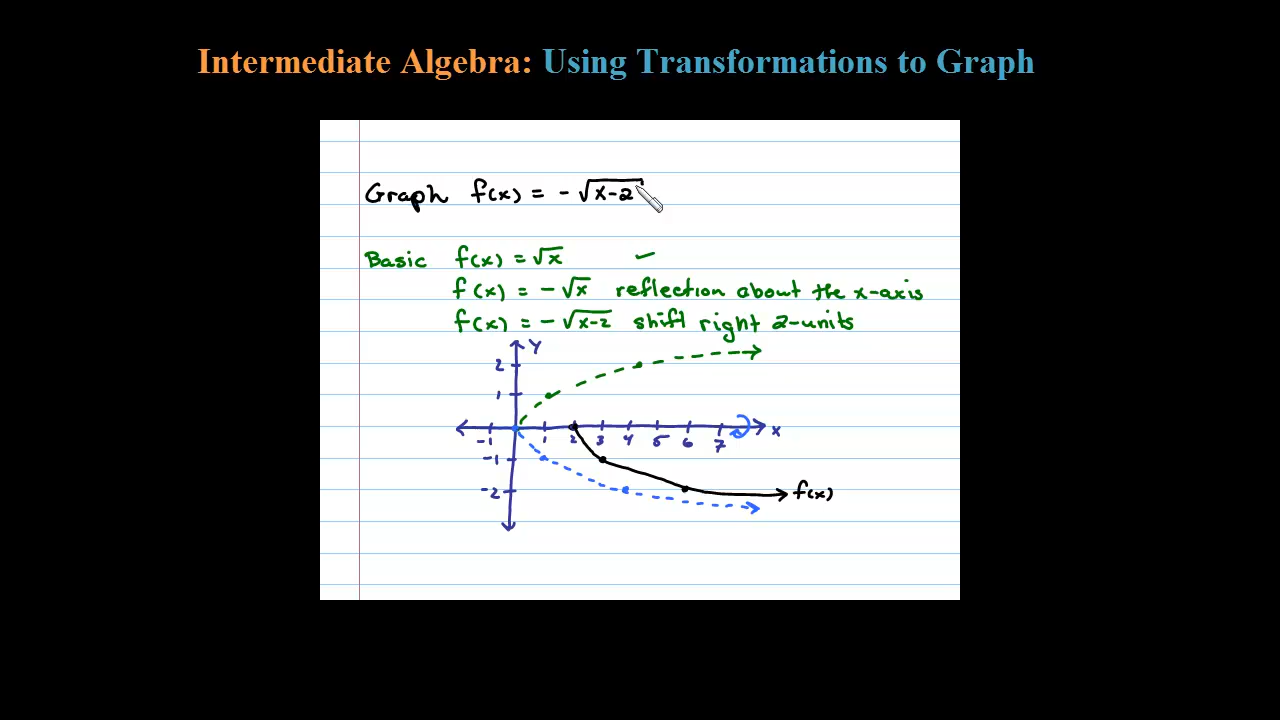 Intermediate Algebra: Using Transformations to Graph
Graph f(x) = -√(x-2)
Basic f(x) = √x ✓
f(x) = -√x reflection about the x-axis
f(x) = -√(x-2) shift right 2-units
Y
2
1
-1 1 2 3 4 5 6 7 x
-1
-2 f(x)